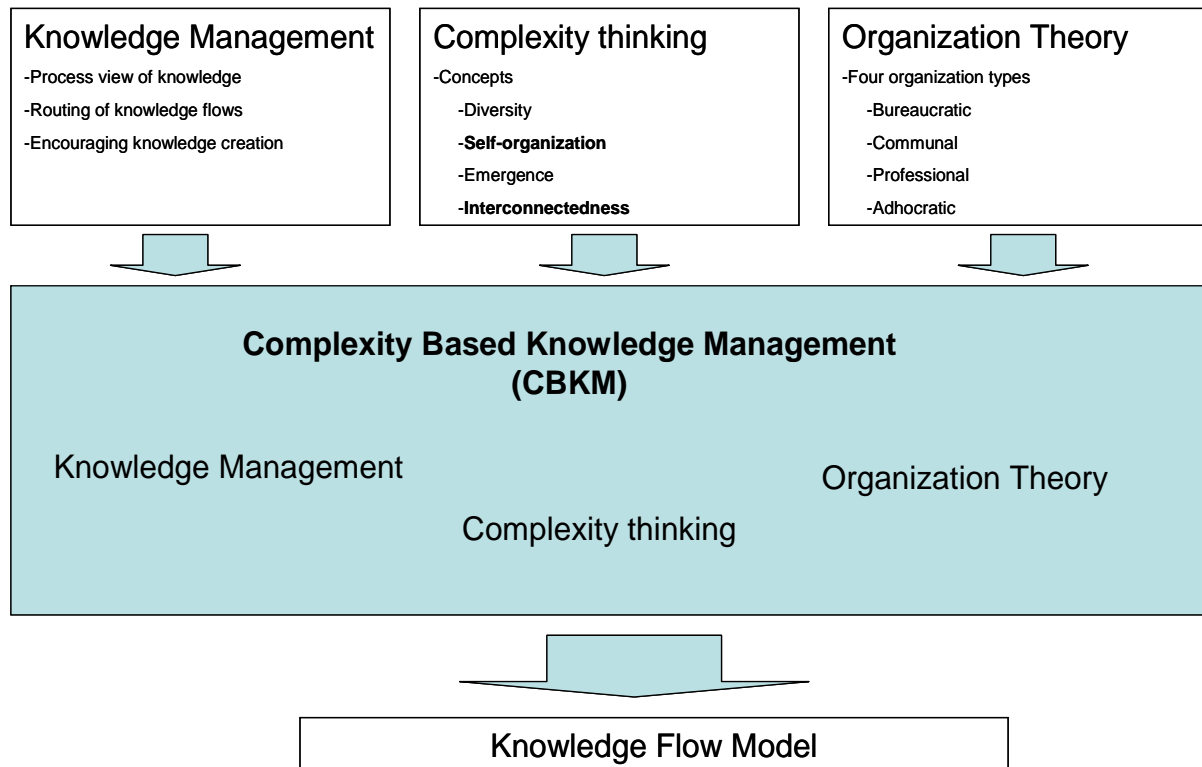 Knowledge Management
-Process view of knowledge
-Routing of knowledge flows
-Encouraging knowledge creation
Complexity thinking
-Concepts
-Diversity
-Self-organization
-Emergence
-Interconnectedness
Organization Theory
-Four organization types
-Bureaucratic
-Communal
-Professional
-Adhocratic
Complexity Based Knowledge Management
(CBKM)
Knowledge Management
Organization Theory
Complexity thinking
Knowledge Flow Model